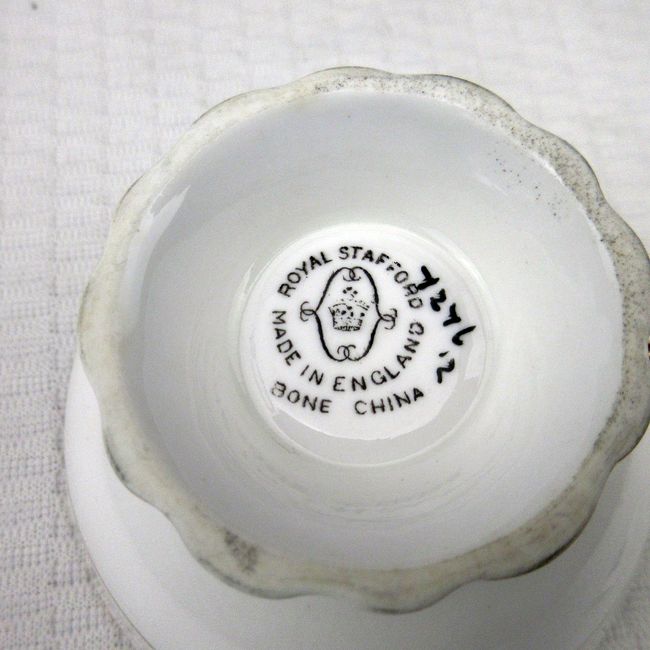 ROYAL STAFFORD
MADE IN ENGLAND
BONE CHINA